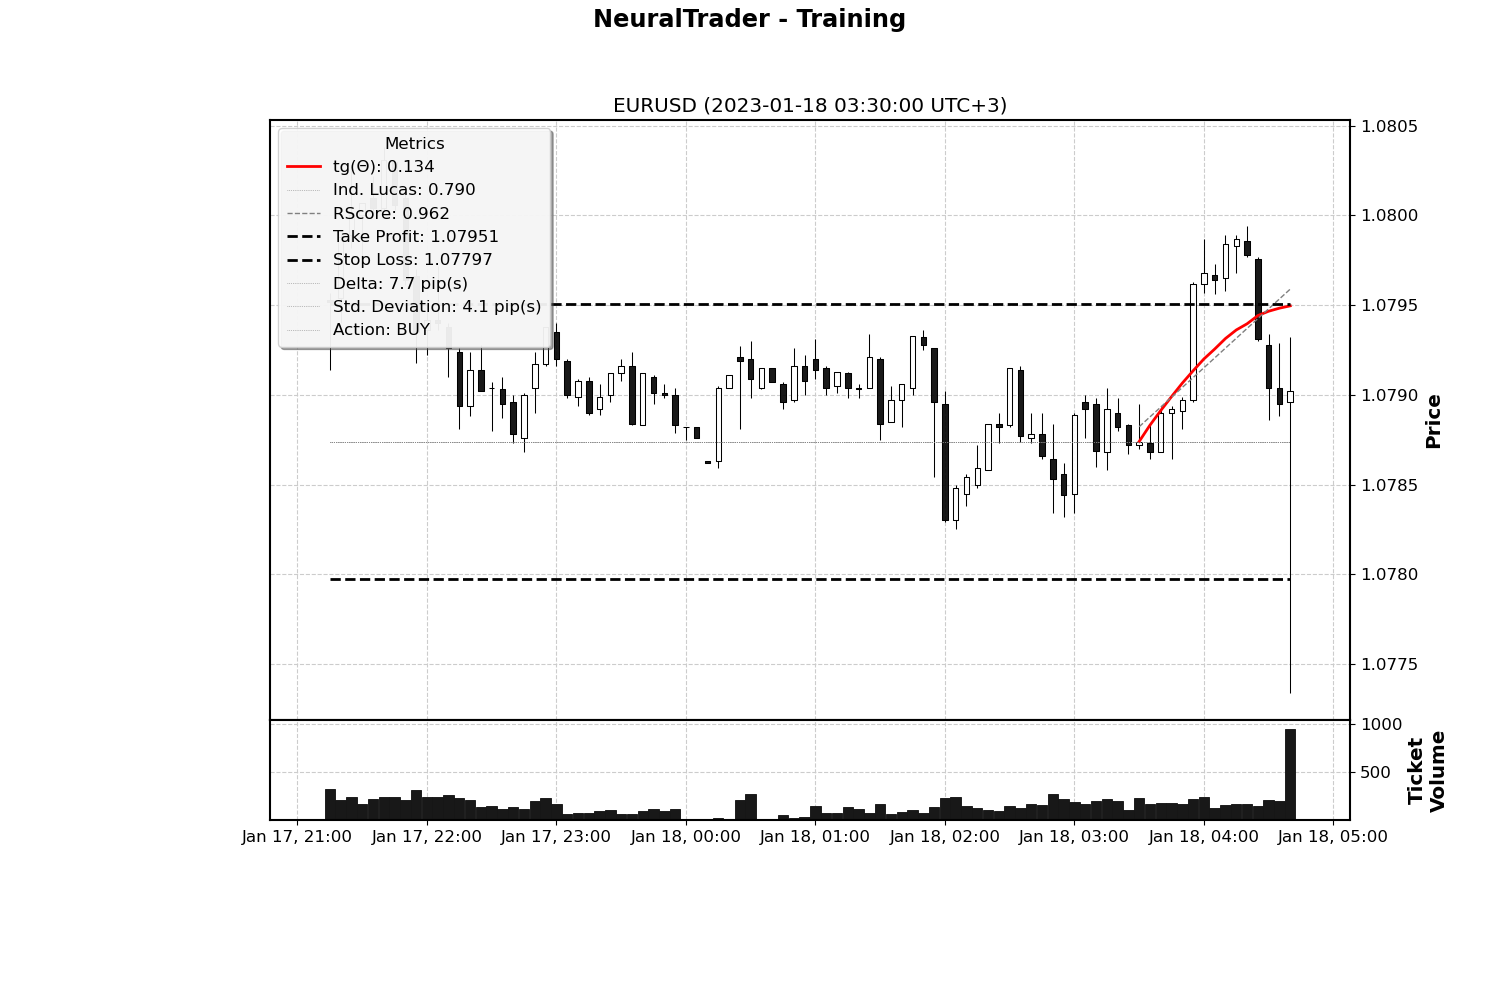 NeuralTrader - Training
EURUSD (2023-01-18 03:30:00 UTC+3)
Metrics
tg(Θ): 0.134
Ind. Lucas: 0.790
RScore: 0.962
Take Profit: 1.07951
Stop Loss: 1.07797
Delta: 7.7 pip(s)
Std. Deviation: 4.1 pip(s)
Action: BUY
1.0805
1.0800
1.0795
1.0790
1.0785
1.0780
1.0775
Price
1000
500
Ticket
Volume
Jan 17, 21:00
Jan 17, 22:00
Jan 17, 23:00
Jan 18, 00:00
Jan 18, 01:00
Jan 18, 02:00
Jan 18, 03:00
Jan 18, 04:00
Jan 18, 05:00